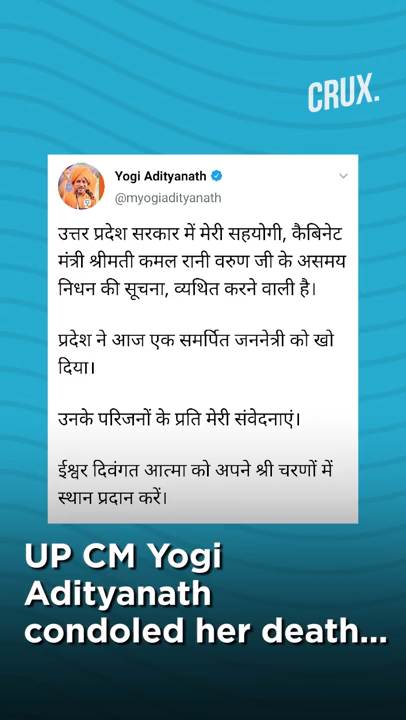 CRUX.
Yogi Adityanath
@myogiadityanath
उत्तर प्रदेश सरकार में मेरी सहयोगी, कैबिनेट
मंत्री श्रीमती कमल रानी वरुण जी के असमय
निधन की सूचना, व्यथित करने वाली है।
प्रदेश ने आज एक समर्पित जननेत्री को खो
दिया।
उनके परिजनों के प्रति मेरी संवेदनाएं।
ईश्वर दिवंगत आत्मा को अपने श्री चरणों में
स्थान प्रदान करें।
UP CM Yogi
Adityanath
condoled her death...